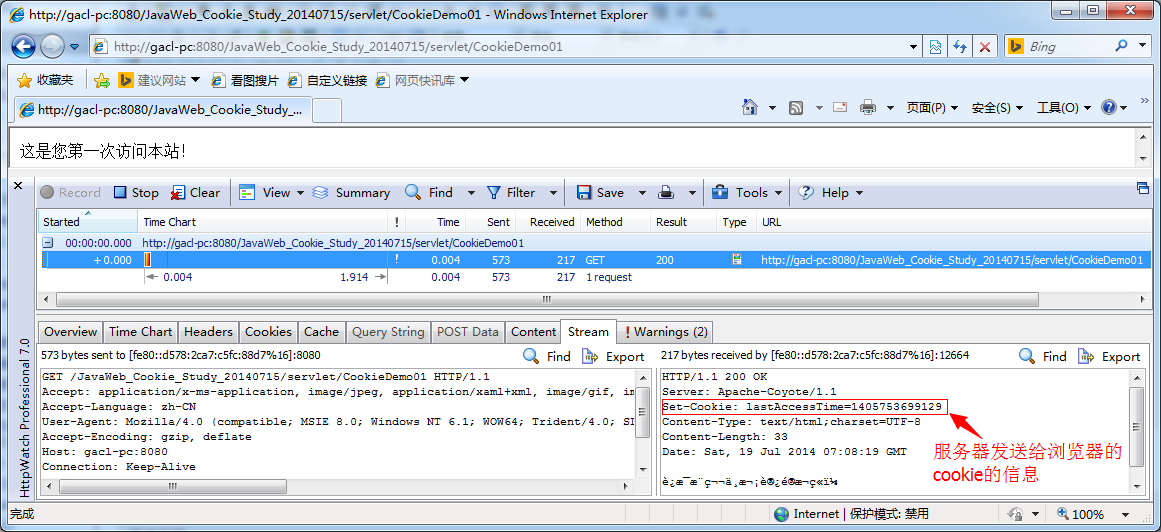 http://gacl-pc:8080/JavaWeb_Cookie_Study_20140715/servlet/CookieDemo01 - Windows Internet Explorer
http://gacl-pc:8080/JavaWeb_Cookie_Study_20140715/servlet/CookieDemo01 Bing
收藏夹 建议网站 看图搜片 自定义链接 网页快讯库
http://gacl-pc:8080/JavaWeb_Cookie_Study_... 页面(P) 安全(S) 工具(O)
这是您第一次访问本站!
Record Stop Clear View Summary Find Filter Save Tools Help
Started Time Chart ! Time Sent Received Method Result Type URL
00:00:00.000 http://gacl-pc:8080/JavaWeb_Cookie_Study_20140715/servlet/CookieDemo01
+ 0.000 ! 0.004 573 217 GET 200 http://gacl-pc:8080/JavaWeb_Cookie_Study_20140715/servlet/CookieDemo01
0.004 1.914 0.004 573 217 1 request
Overview Time Chart Headers Cookies Cache Query String POST Data Content Stream ! Warnings (2)
573 bytes sent to [fe80::d578:2ca7:c5fc:88d7%16]:8080 Find Export
GET /JavaWeb_Cookie_Study_20140715/servlet/CookieDemo01 HTTP/1.1
Accept: application/x-ms-application, image/jpeg, application/xaml+xml, image/gif, im
Accept-Language: zh-CN
User-Agent: Mozilla/4.0 (compatible; MSIE 8.0; Windows NT 6.1; WOW64; Trident/4.0; SL
Accept-Encoding: gzip, deflate
Host: gacl-pc:8080
Connection: Keep-Alive
217 bytes received by [fe80::d578:2ca7:c5fc:88d7%16]:12664 Find Export
HTTP/1.1 200 OK
Server: Apache-Coyote/1.1
Set-Cookie: lastAccessTime=1405753699129
Content-Type: text/html;charset=UTF-8
Content-Length: 33
Date: Sat, 19 Jul 2014 07:08:19 GMT
服务器发送给浏览器的
cookie的信息
HttpWatch Professional 7.0
完成 Internet | 保护模式: 禁用 100%